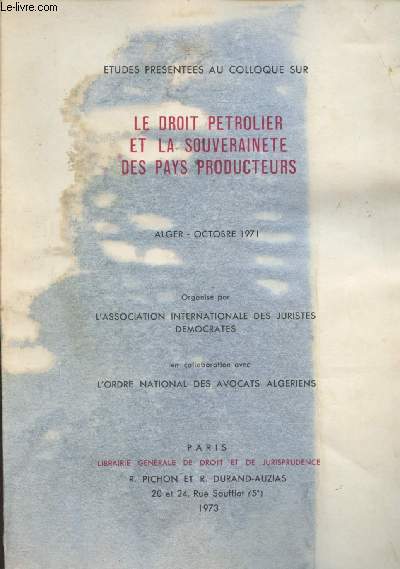 Le-livre.com
ETUDES PRESENTEES AU COLLOQUE SUR
LE DROIT PETROLIER
ET LA SOUVERAINETE
DES PAYS PRODUCTEURS
ALGER - OCTOBRE 1971
Organisé par
L'ASSOCIATION INTERNATIONALE DES JURISTES
DEMOCRATES
en collaboration avec
L'ORDRE NATIONAL DES AVOCATS ALGERIENS
PARIS
LIBRAIRIE GÉNÉRALE DE DROIT ET DE JURISPRUDENCE
R. PICHON ET R. DURAND-AUZIAS
20 et 24, Rue Soufflot (5e)
1973